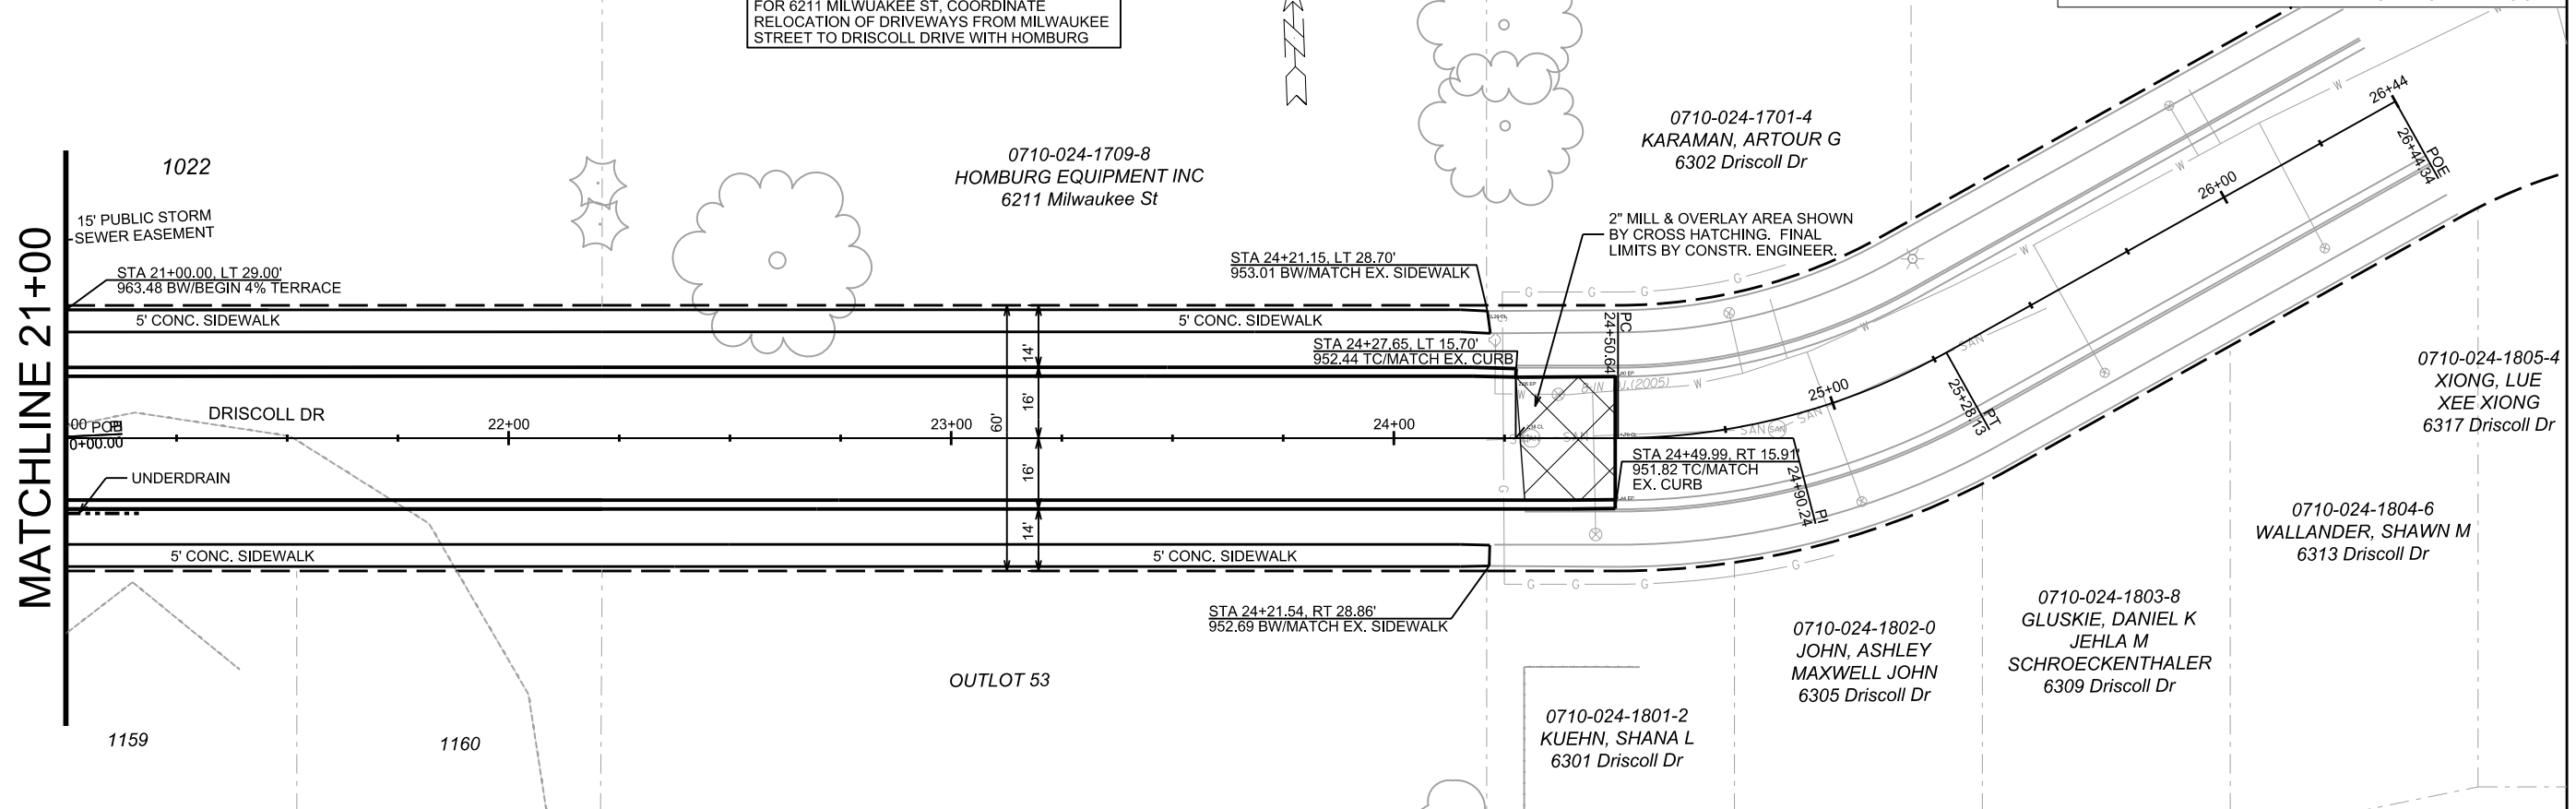 FOR 6211 MILWUAKEE ST, COORDINATE
RELOCATION OF DRIVEWAYS FROM MILWAUKEE
STREET TO DRISCOLL DRIVE WITH HOMBURG
MATCHLINE 21+00
1022
15' PUBLIC STORM
SEWER EASEMENT
STA 21+00.00, LT 29.00'
963.48 BW/BEGIN 4% TERRACE
5' CONC. SIDEWALK
0710-024-1709-8
HOMBURG EQUIPMENT INC
6211 Milwaukee St
STA 24+21.15, LT 28.70'
953.01 BW/MATCH EX. SIDEWALK
5' CONC. SIDEWALK
STA 24+27.65, LT 15.70'
952.44 TC/MATCH EX. CURB
2" MILL & OVERLAY AREA SHOWN
BY CROSS HATCHING. FINAL
LIMITS BY CONSTR. ENGINEER.
0710-024-1701-4
KARAMAN, ARTOUR G
6302 Driscoll Dr
26+44
POE
26+44.34
26+00
W
W
W
W
W
W
G
G
G
G
PC
24+50.64
14'
16'
60'
16'
14'
DRISCOLL DR
00
0+00.00
22+00
23+00
24+00
25+00
(2005)
SAN
SAN
SAN
SAN
SAN
PT
25+28.13
PI
24+90.24
UNDERDRAIN
STA 24+49.99, RT 15.91'
951.82 TC/MATCH
EX. CURB
5' CONC. SIDEWALK
5' CONC. SIDEWALK
G
G
G
G
G
STA 24+21.54, RT 28.86'
952.69 BW/MATCH EX. SIDEWALK
OUTLOT 53
1159
1160
0710-024-1801-2
KUEHN, SHANA L
6301 Driscoll Dr
0710-024-1802-0
JOHN, ASHLEY
MAXWELL JOHN
6305 Driscoll Dr
0710-024-1803-8
GLUSKIE, DANIEL K
JEHLA M
SCHROECKENTHALER
6309 Driscoll Dr
0710-024-1804-6
WALLANDER, SHAWN M
6313 Driscoll Dr
0710-024-1805-4
XIONG, LUE
XEE XIONG
6317 Driscoll Dr